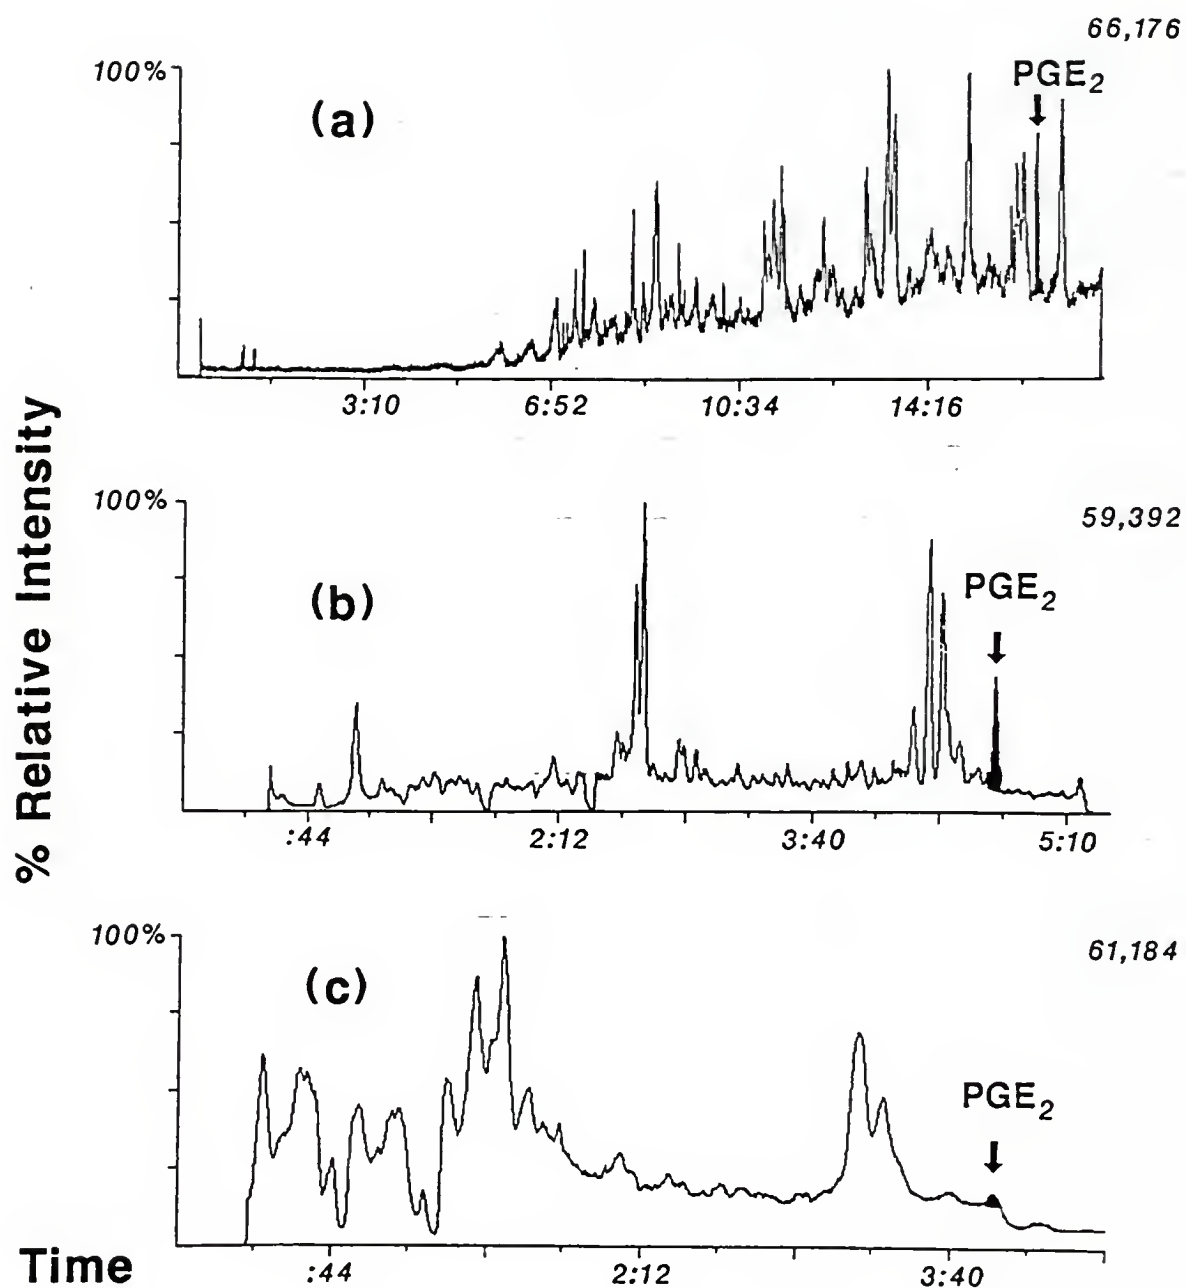 66,176
100%
PGE2
(a)
3:10 6:52 10:34 14:16
% Relative Intensity
100%
59,392
(b)
PGE2
:44 2:12 3:40 5:10
100%
61,184
(c)
PGE2
Time
:44 2:12 3:40